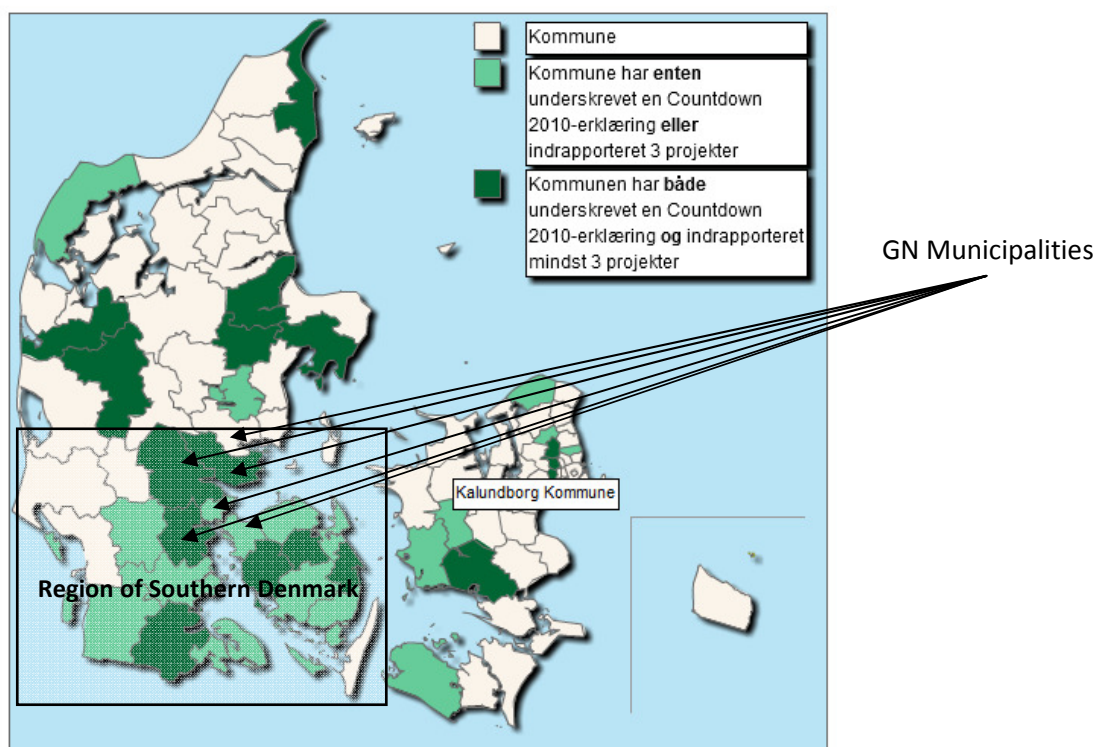 Kommune
Kommune har enten
underskrevet en Countdown
2010-erklæring eller
indrapporteret 3 projekter
Kommunen har både
underskrevet en Countdown
2010-erklæring og indrapporteret
mindst 3 projekter
GN Municipalities
Kalundborg Kommune
Region of Southern Denmark